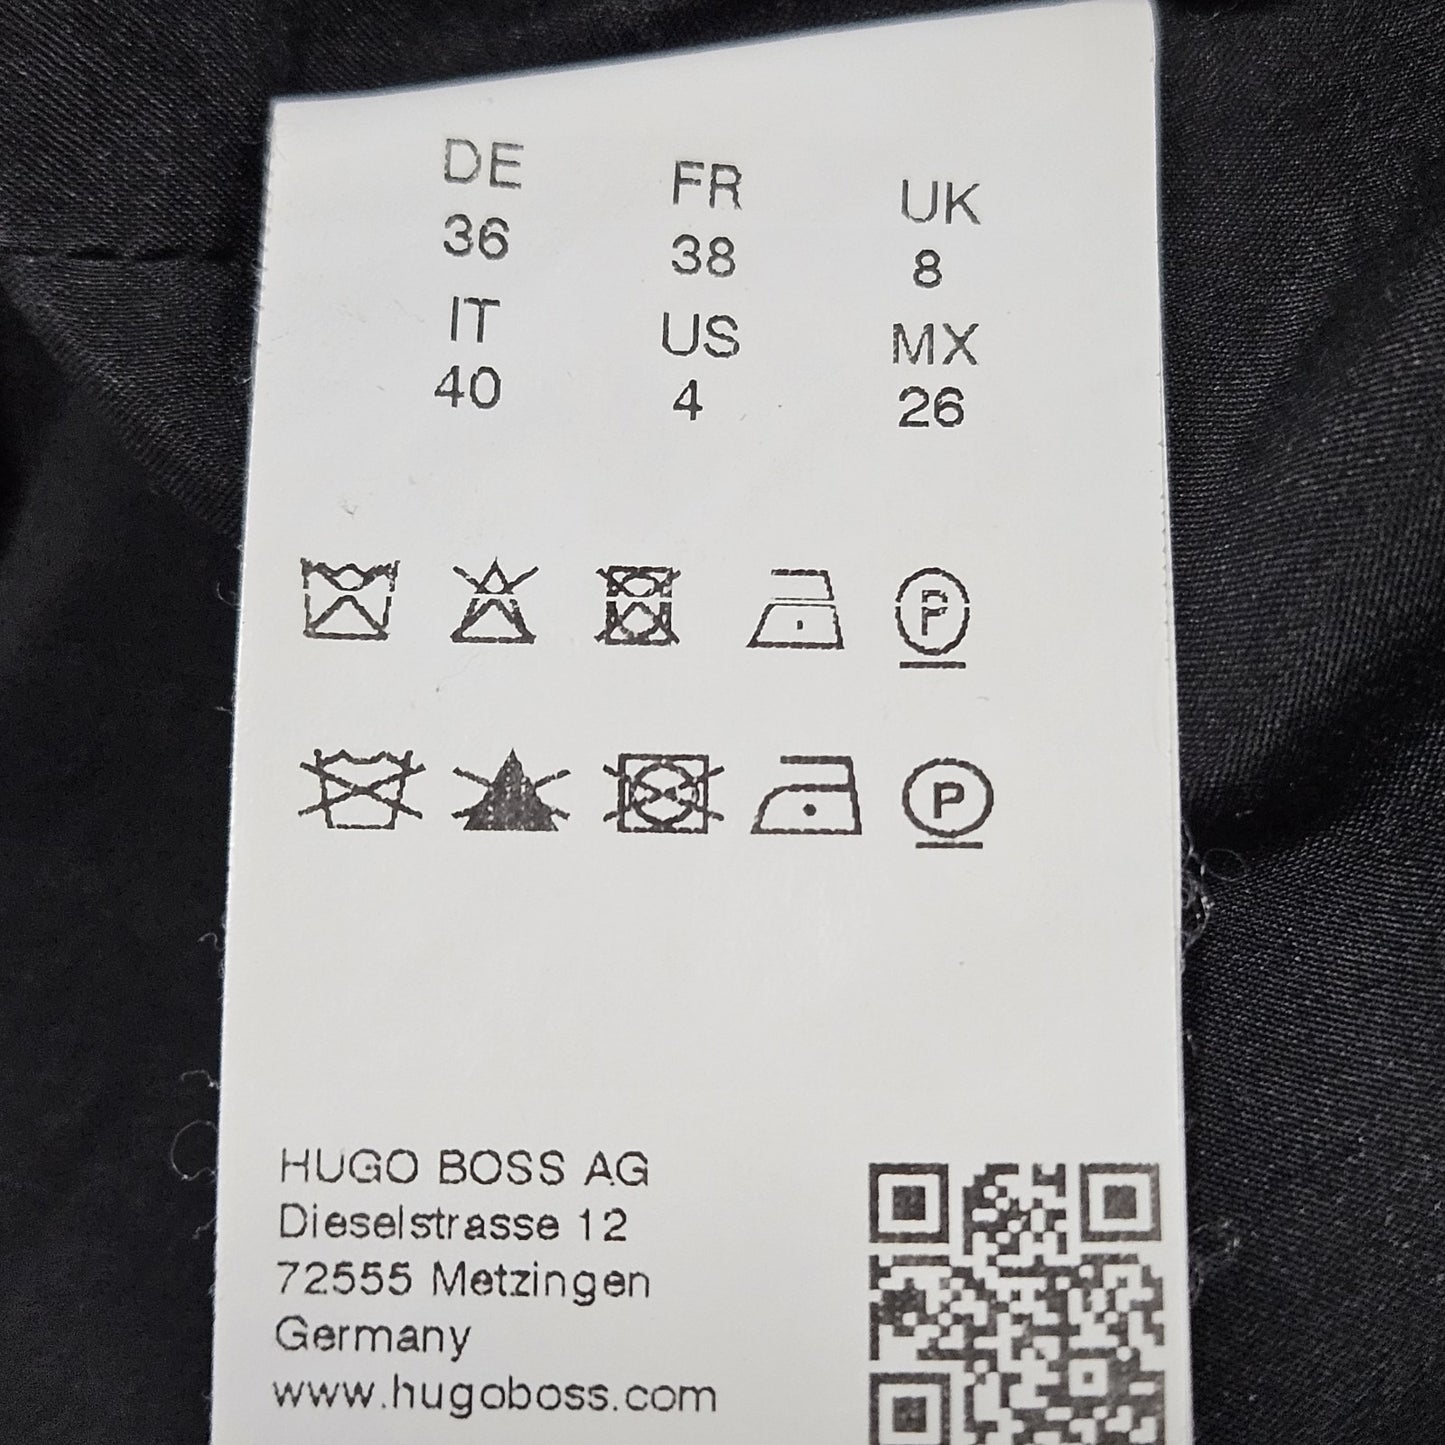 DE FR UK
36 38 8
IT US MX
40 4 26
P
P
HUGO BOSS AG
Dieselstrasse 12
72555 Metzingen
Germany
www.hugoboss.com